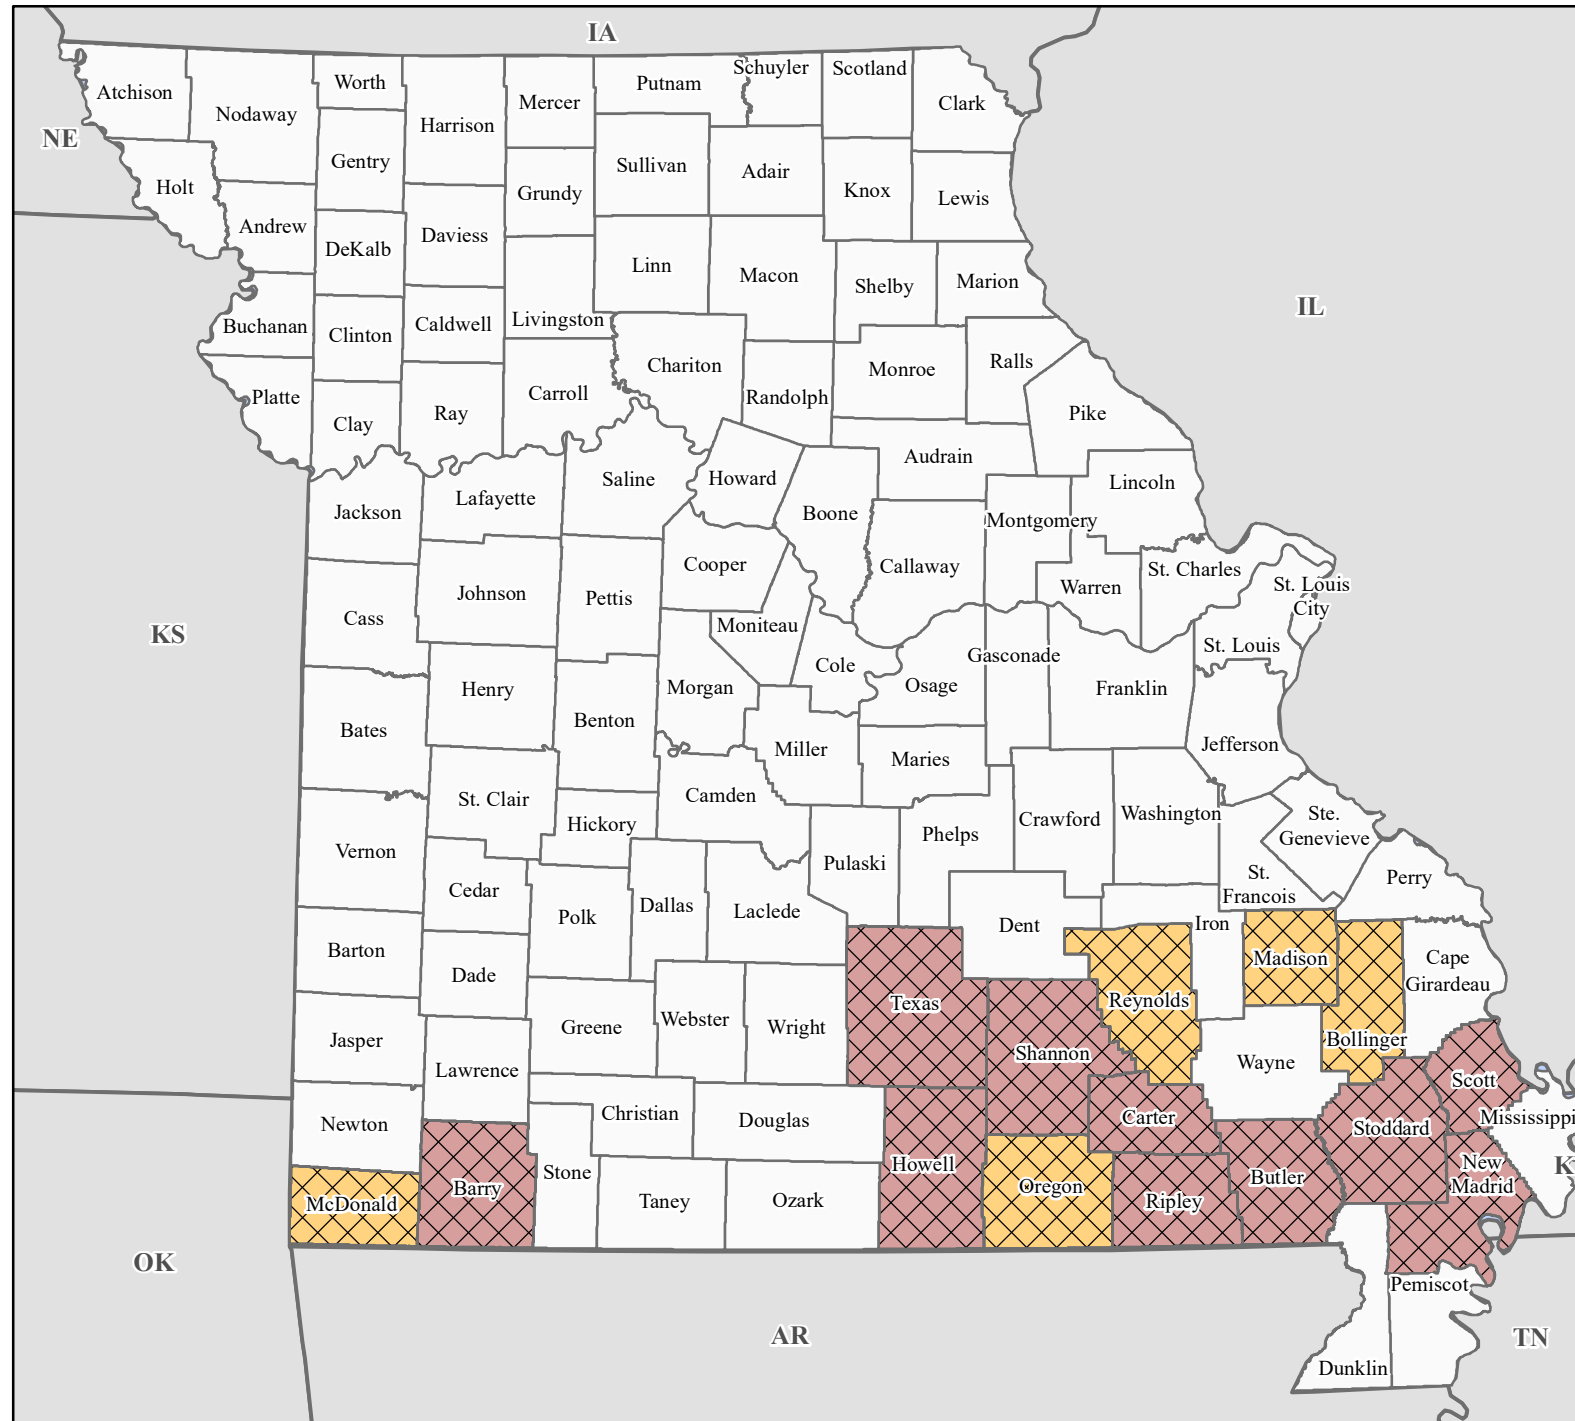 IA
Atchison
Nodaway
Worth
Harrison
Mercer
Putnam
Schuyler
Scotland
Clark
NE
Holt
Gentry
Grundy
Sullivan
Adair
Knox
Lewis
Andrew
DeKalb
Daviess
Linn
Macon
Shelby
Marion
IL
Buchanan
Clinton
Caldwell
Livingston
Chariton
Randolph
Monroe
Ralls
Platte
Clay
Ray
Carroll
Pike
Audrain
Saline
Howard
Boone
Lincoln
Jackson
Lafayette
Montgomery
Cooper
Callaway
Warren
St. Charles
St. Louis
City
KS
Cass
Johnson
Pettis
Moniteau
Cole
Gasconade
St. Louis
Henry
Morgan
Osage
Franklin
Bates
Benton
Miller
Maries
Jefferson
St. Clair
Hickory
Camden
Pulaski
Phelps
Crawford
Washington
Ste.
Genevieve
Vernon
Cedar
Polk
Dallas
Laclede
Dent
St.
Francois
Perry
Barton
Dade
Iron
Madison
Cape
Girardeau
Jasper
Greene
Webster
Wright
Texas
Reynolds
Shannon
Bollinger
Lawrence
Wayne
Scott
Newton
Christian
Douglas
Carter
Stoddard
Mississippi
McDonald
Barry
Stone
Taney
Ozark
Howell
Oregon
Ripley
Butler
New
Madrid
K
OK
Pemiscot
AR
Dunklin
TN